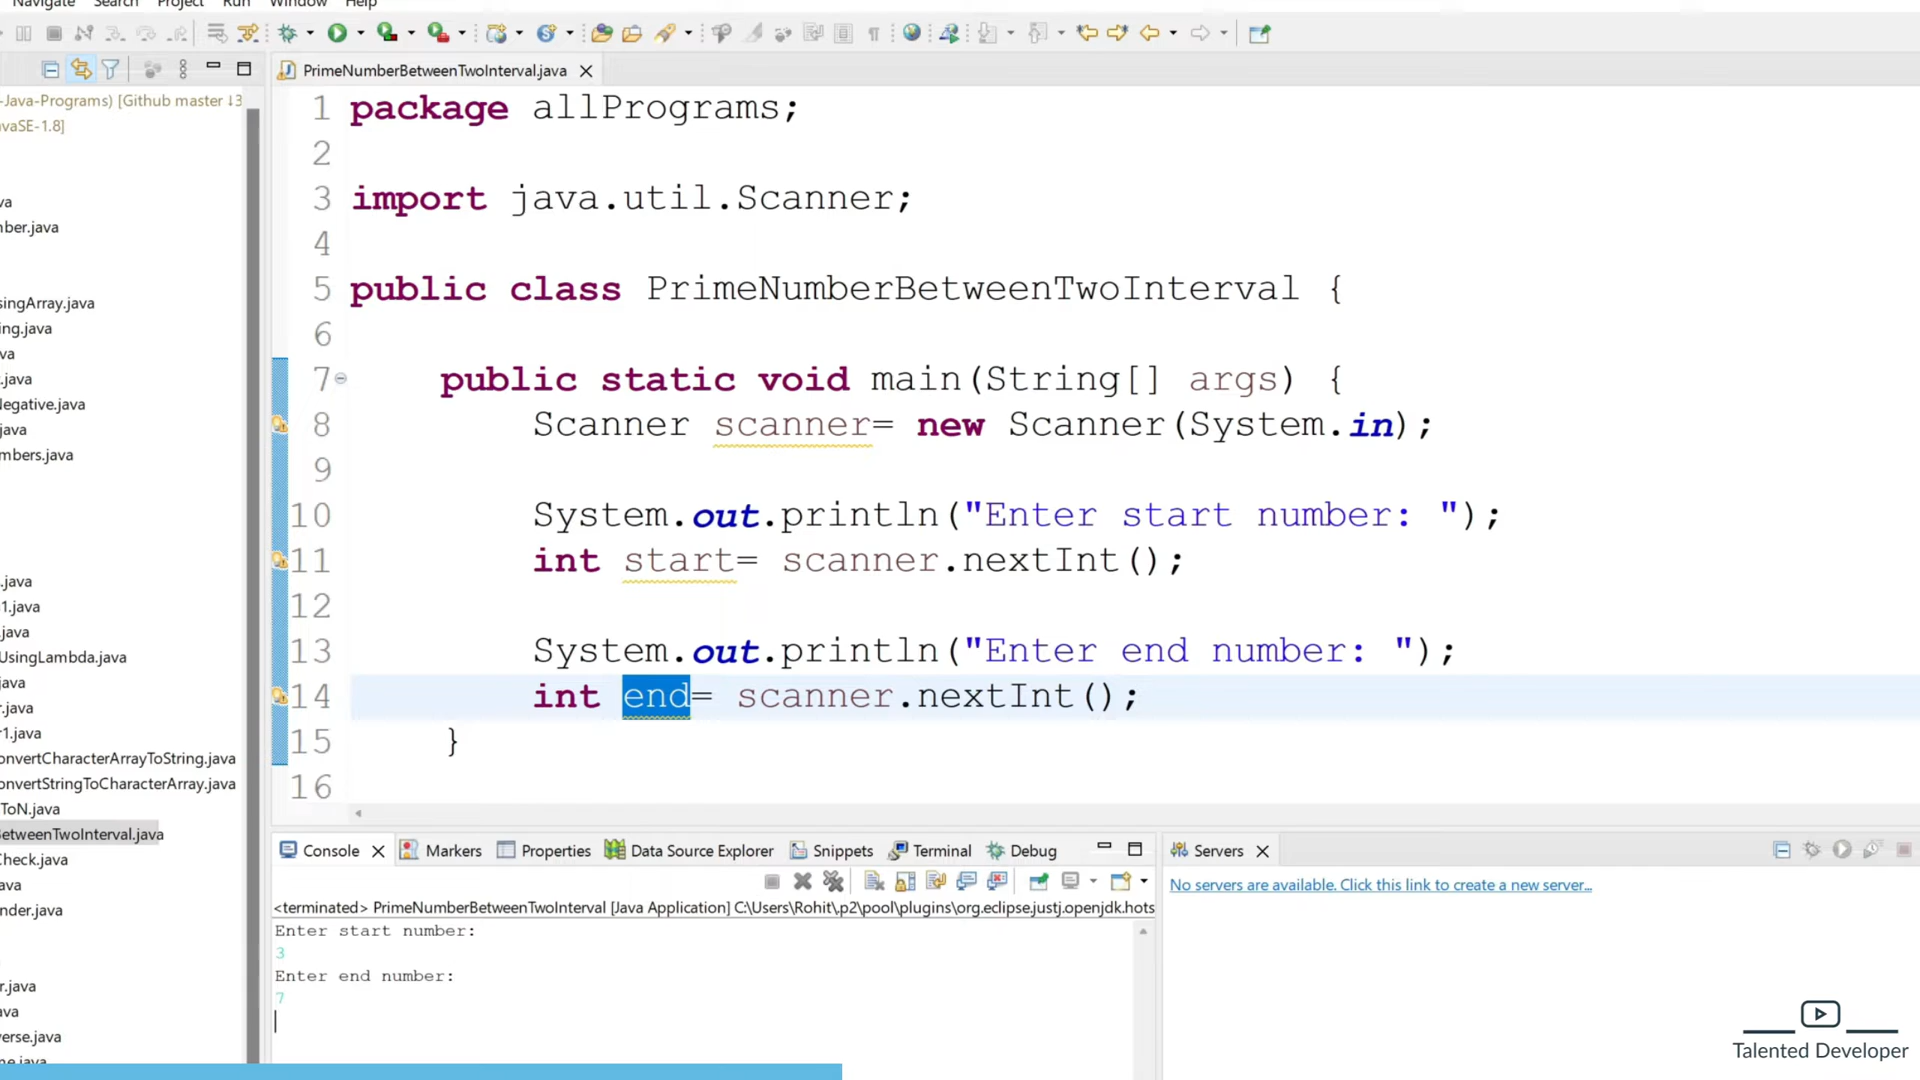 Navigate Search Project Run Window Help
PrimeNumberBetweenTwoInterval.java
-Java-Programs) [Github master ↓3
vaSE-1.8]
va
nber.java
singArray.java
ing.java
va
.java
Negative.java
java
mbers.java
.java
1.java
.java
UsingLambda.java
java
r.java
r1.java
onvertCharacterArrayToString.java
onvertStringToCharacterArray.java
ToN.java
BetweenTwoInterval.java
Check.java
ava
nder.java
r.java
va
verse.java
me.java
1 package allPrograms;
2
3 import java.util.Scanner;
4
5 public class PrimeNumberBetweenTwoInterval {
6
7 public static void main(String[] args) {
8 Scanner scanner= new Scanner(System.in);
9
10 System.out.println("Enter start number: ");
11 int start= scanner.nextInt();
12
13 System.out.println("Enter end number: ");
14 int end= scanner.nextInt();
15 }
16
Console Markers Properties Data Source Explorer Snippets Terminal Debug
<terminated> PrimeNumberBetweenTwoInterval [Java Application] C:\Users\Rohit\.p2\pool\plugins\org.eclipse.justj.openjdk.hots
Enter start number:
3
Enter end number:
7
Servers
No servers are available. Click this link to create a new server...
Talented Developer